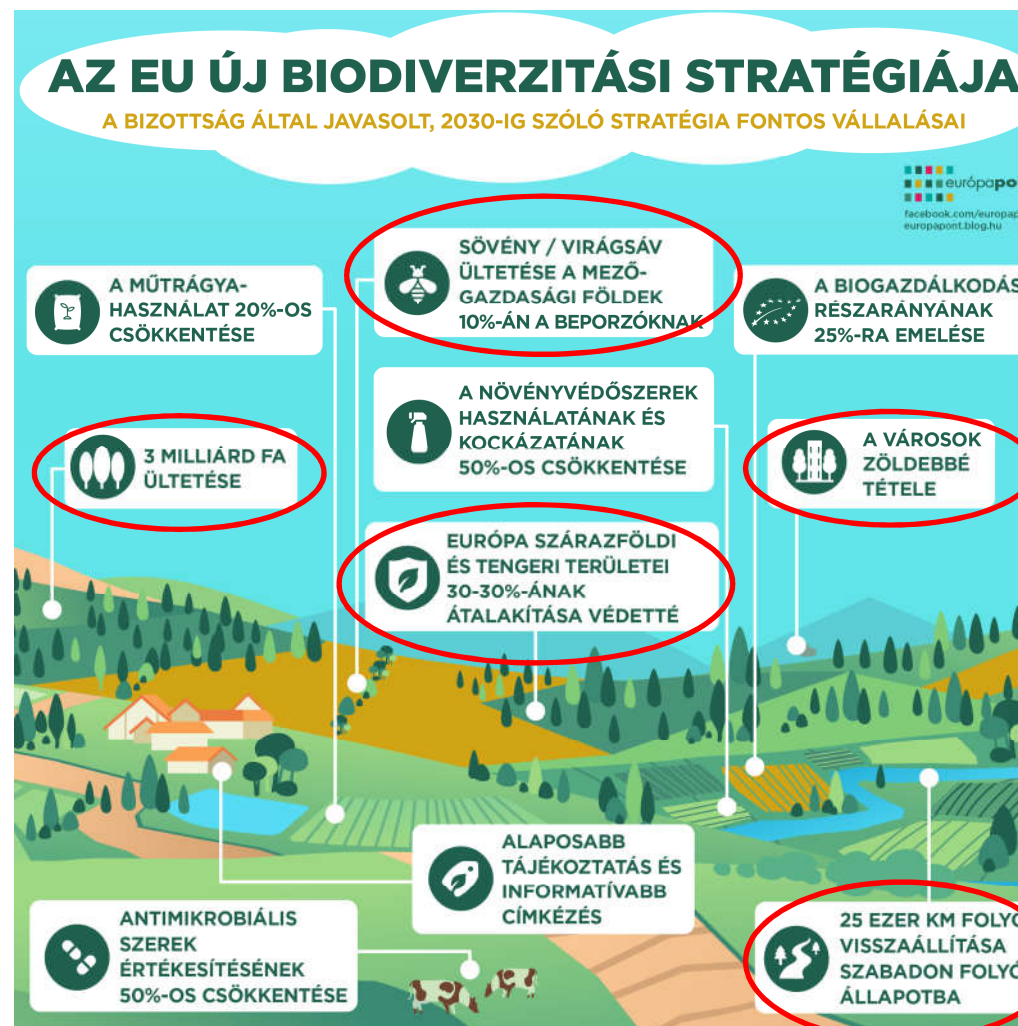 AZ EU ÚJ BIODIVERZITÁSI STRATÉGIÁJA
A BIZOTTSÁG ÁLTAL JAVASOLT, 2030-IG SZÓLÓ STRATÉGIA FONTOS VÁLLALÁSAI
európapo
facebook.com/europap
europapont.blog.hu
SÖVÉNY / VIRÁGSÁV
ÜLTETÉSE A MEZŐ-
GAZDASÁGI FÖLDEK
10%-ÁN A BEPORZÓKNAK
A MŰTRÁGYA-
HASZNÁLAT 20%-OS
CSÖKKENTÉSE
A BIOGAZDÁLKODÁS
RÉSZARÁNYÁNAK
25%-RA EMELÉSE
A NÖVÉNYVÉDŐSZEREK
HASZNÁLATÁNAK ÉS
KOCKÁZATÁNAK
50%-OS CSÖKKENTÉSE
3 MILLIÁRD FA
ÜLTETÉSE
A VÁROSOK
ZÖLDEBBÉ
TÉTELE
EURÓPA SZÁRAZFÖLDI
ÉS TENGERI TERÜLETEI
30-30%-ÁNAK
ÁTALAKÍTÁSA VÉDETTÉ
ALAPOSABB
TÁJÉKOZTATÁS ÉS
INFORMATÍVABB
CÍMKÉZÉS
ANTIMIKROBIÁLIS
SZEREK
ÉRTÉKESÍTÉSÉNEK
50%-OS CSÖKKENTÉSE
25 EZER KM FOLYÓ
VISSZAÁLLÍTÁSA
SZABADON FOLYÓ
ÁLLAPOTBA